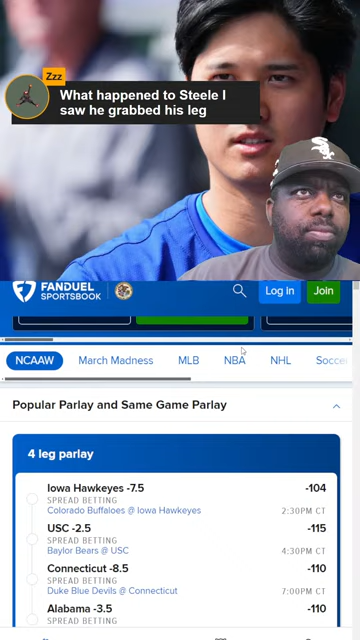 Zzz
What happened to Steele I
saw he grabbed his leg
FANDUEL
SPORTSBOOK
Log in
Join
NCAAW
March Madness
MLB
NBA
NHL
Popular Parlay and Same Game Parlay
4 leg parlay
Iowa Hawkeyes -7.5
-104
SPREAD BETTING
Colorado Buffaloes @ Iowa Hawkeyes
2:30PM CT
USC -2.5
-115
SPREAD BETTING
Baylor Bears @ USC
4:30PM CT
Connecticut -8.5
-110
SPREAD BETTING
Duke Blue Devils @ Connecticut
7:00PM CT
Alabama -3.5
-110
SPREAD BETTING